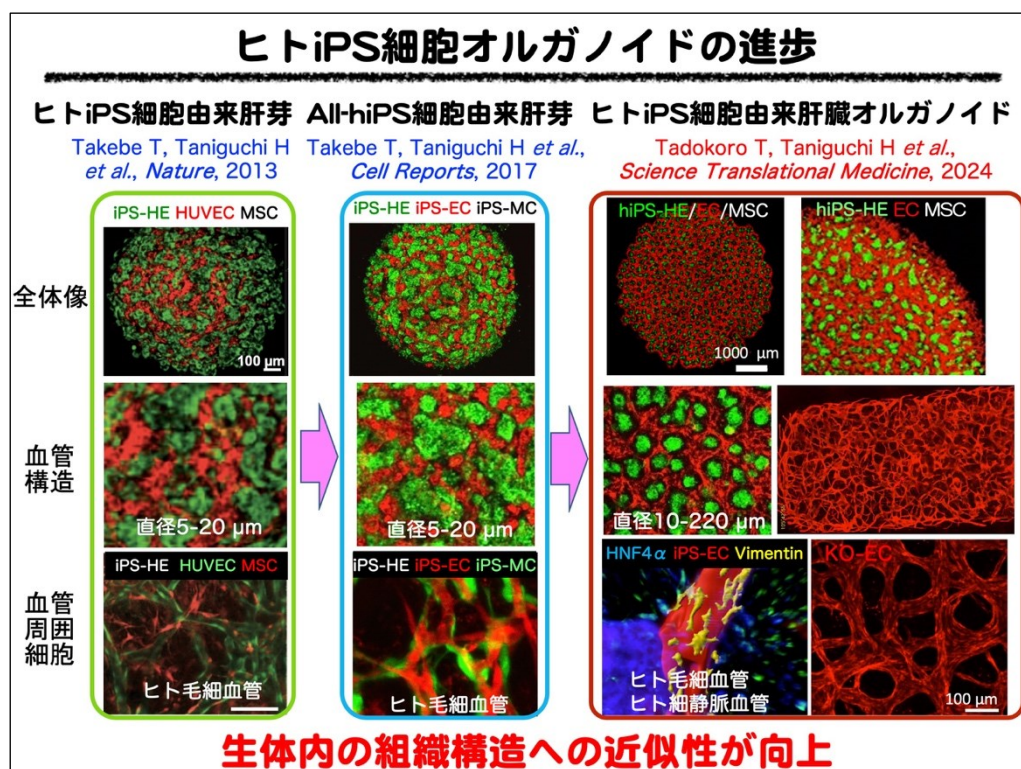 ヒトiPS細胞オルガノイドの進歩
ヒトiPS細胞由来肝芽
Takebe T, Taniguchi H
et al., Nature, 2013
All-hiPS細胞由来肝芽
Takebe T, Taniguchi H et al.,
Cell Reports, 2017
ヒトiPS細胞由来肝臓オルガノイド
Tadokoro T, Taniguchi H et al.,
Science Translational Medicine, 2024
全体像
iPS-HE HUVEC MSC
100 μm
iPS-HE iPS-EC iPS-MC
hiPS-HE/EC/MSC
1000 μm
hiPS-HE EC MSC
血管
構造
直径5-20 μm
直径5-20 μm
直径10-220 μm
血管
周囲
細胞
iPS-HE HUVEC MSC
ヒト毛細血管
iPS-HE iPS-EC iPS-MC
ヒト毛細血管
HNF4α iPS-EC Vimentin
ヒト毛細血管
ヒト細静脈血管
KO-EC
100 μm
生体内の組織構造への近似性が向上